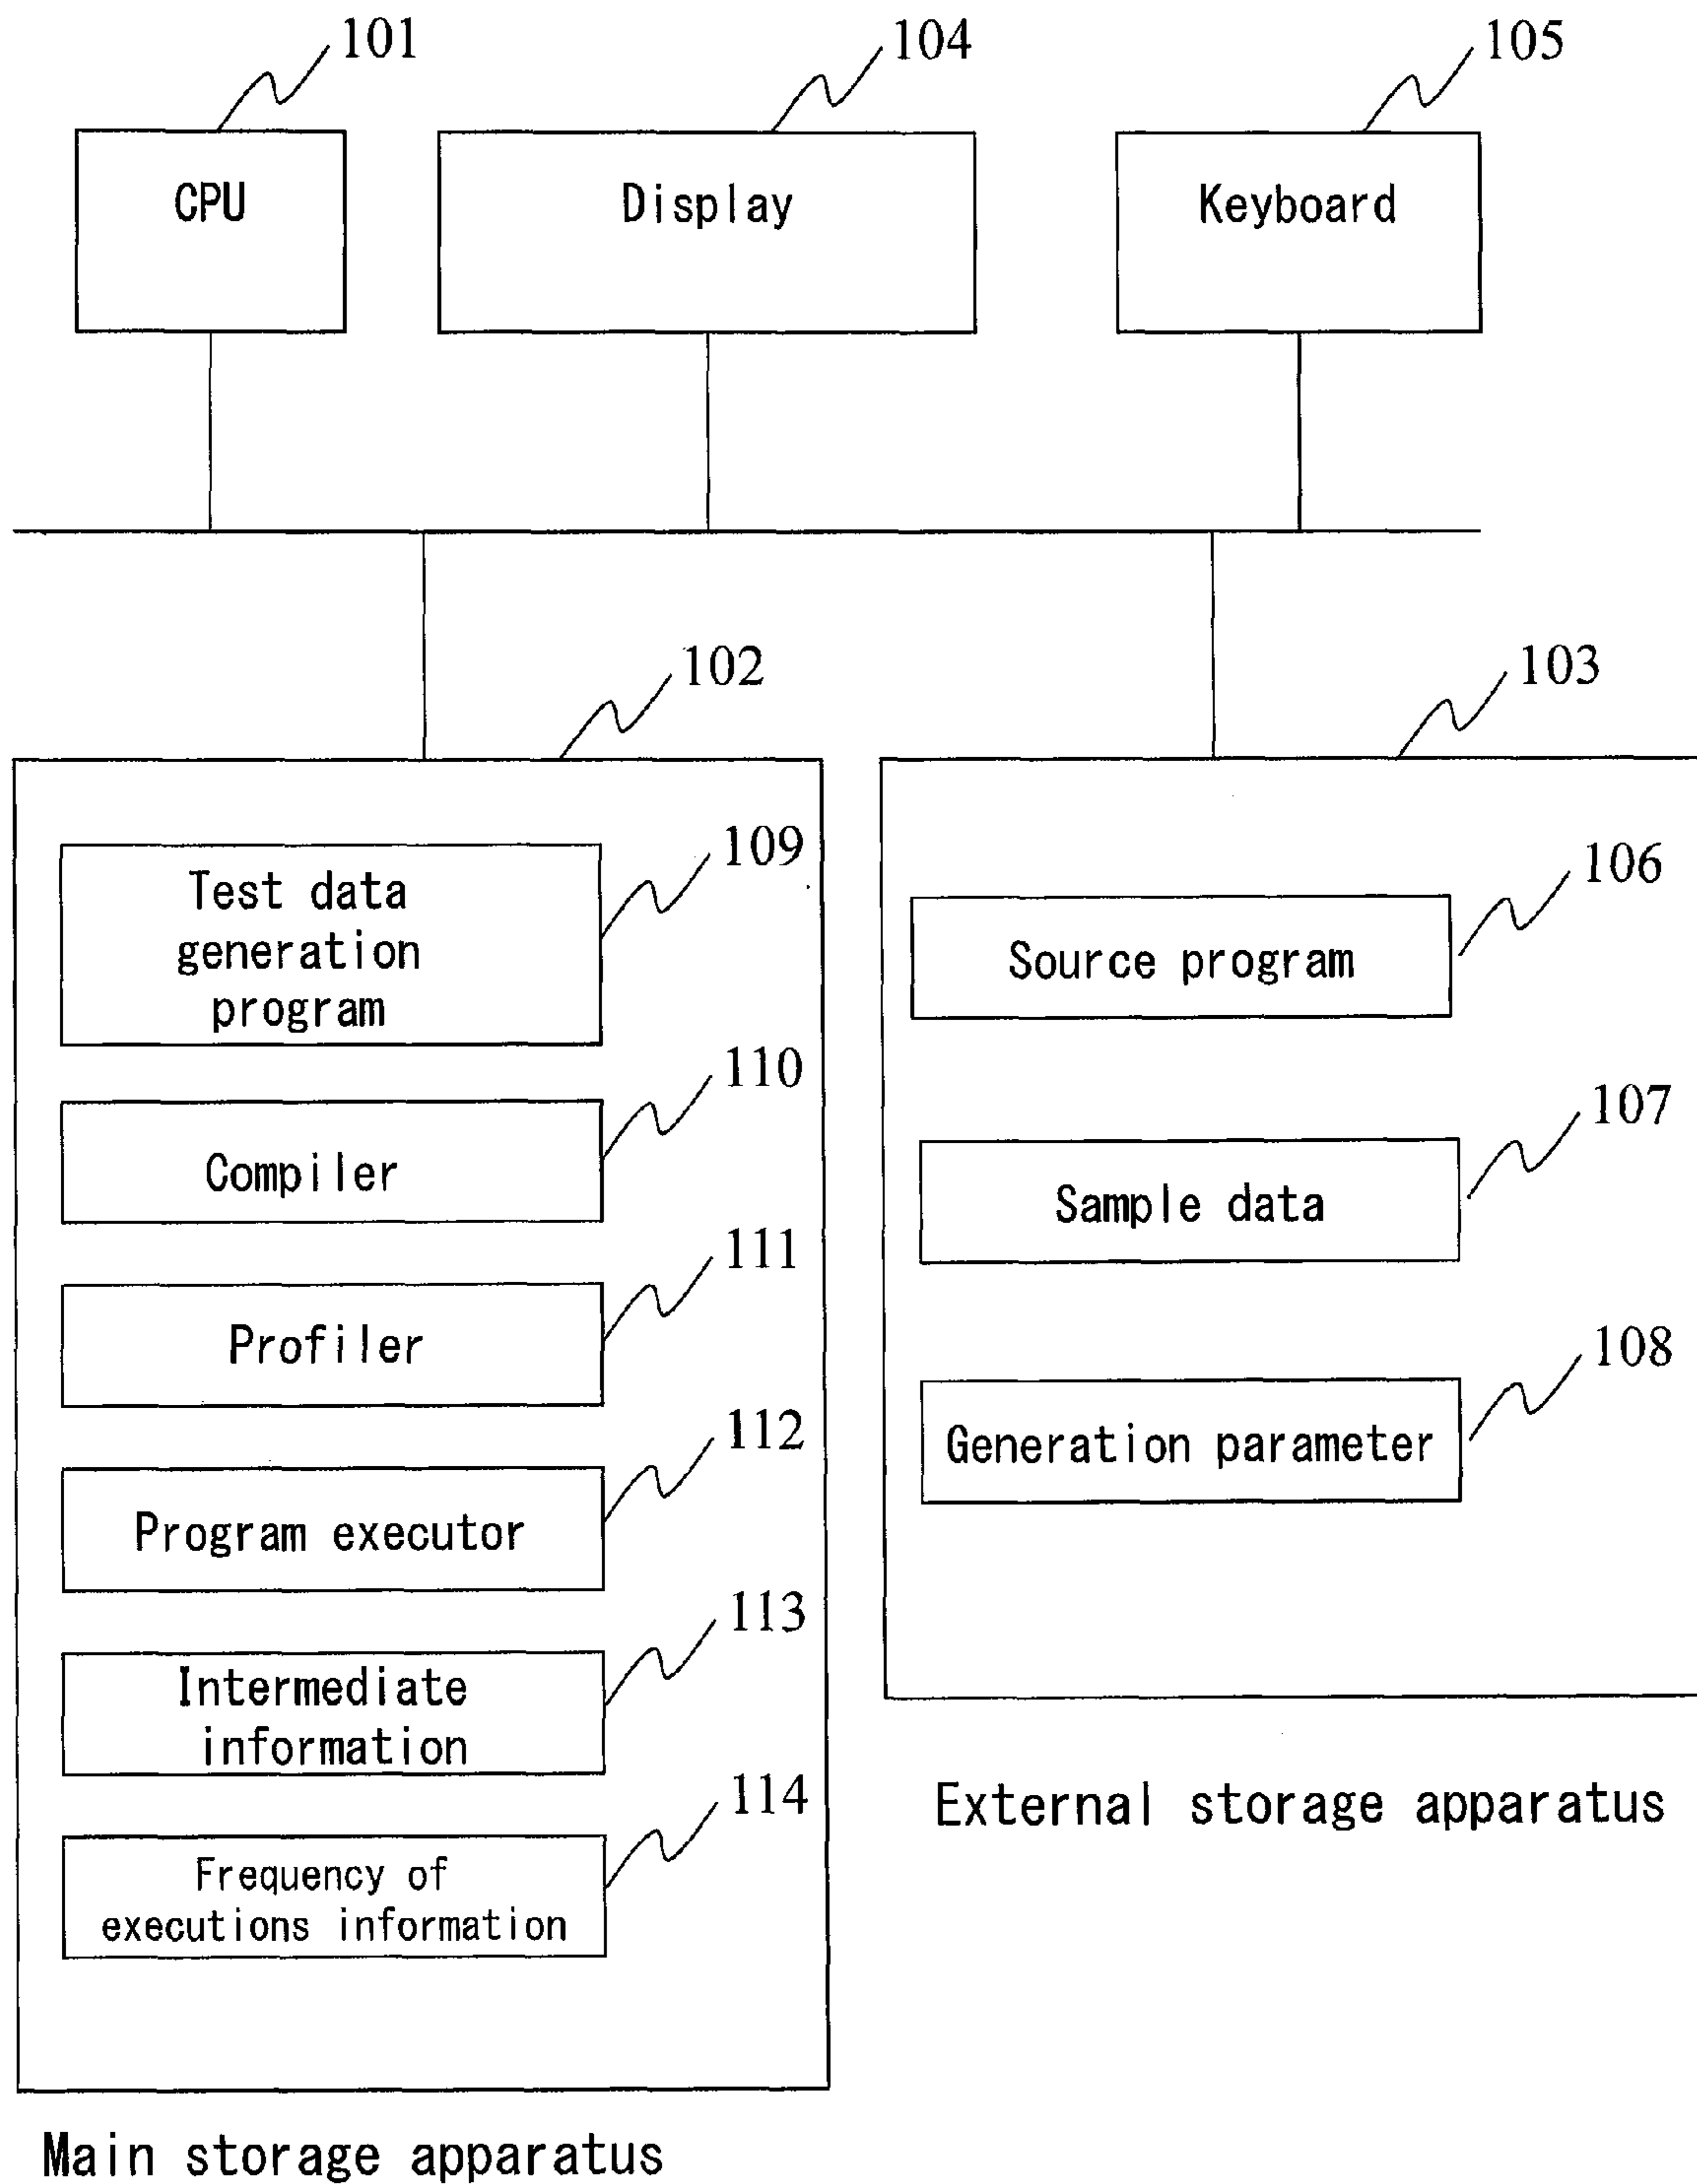 101
104
105
CPU
Display
Keyboard
102
103
109
Test data
generation
program
106
Source program
110
Compiler
107
Sample data
111
Profiler
108
Generation parameter
112
Program executor
113
Intermediate
information
114
Frequency of
executions information
External storage apparatus
Main storage apparatus